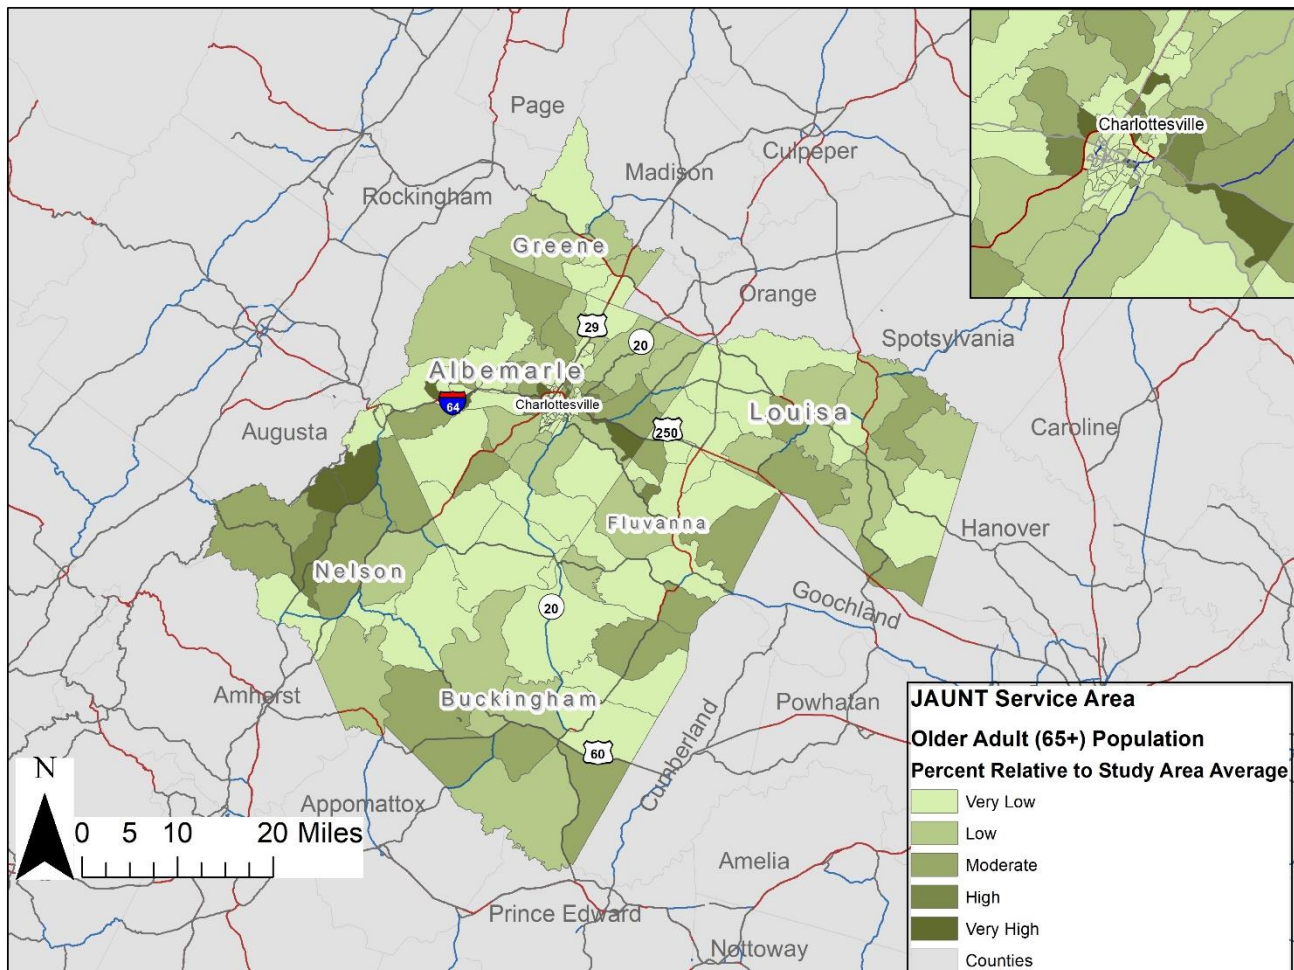 Page
Culpeper
Madison
Rockingham
Charlottesville
Greene
Orange
29
20
Spotsylvania
Albemarle
64
Charlottesville
Louisa
250
Augusta
Caroline
Fluvanna
Hanover
Nelson
20
Goochland
Amherst
Buckingham
Powhatan
Cumberland
60
N
0 5 10 20 Miles
Appomattox
Amelia
Prince Edward
Nottoway
JAUNT Service Area
Older Adult (65+) Population
Percent Relative to Study Area Average
Very Low
Low
Moderate
High
Very High
Counties